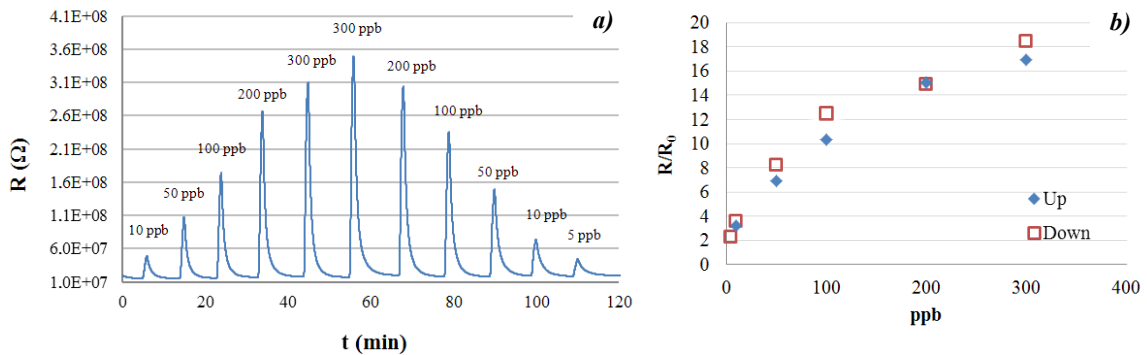 a)
R (Ω)
4.1E+08
3.6E+08
3.1E+08
2.6E+08
2.1E+08
1.6E+08
1.1E+08
6.0E+07
1.0E+07
10 ppb
50 ppb
100 ppb
200 ppb
300 ppb
300 ppb
200 ppb
100 ppb
50 ppb
10 ppb
5 ppb
0 20 40 60 80 100 120
t (min)
b)
R/R0
20
18
16
14
12
10
8
6
4
2
0
Up
Down
0 100 200 300 400
ppb